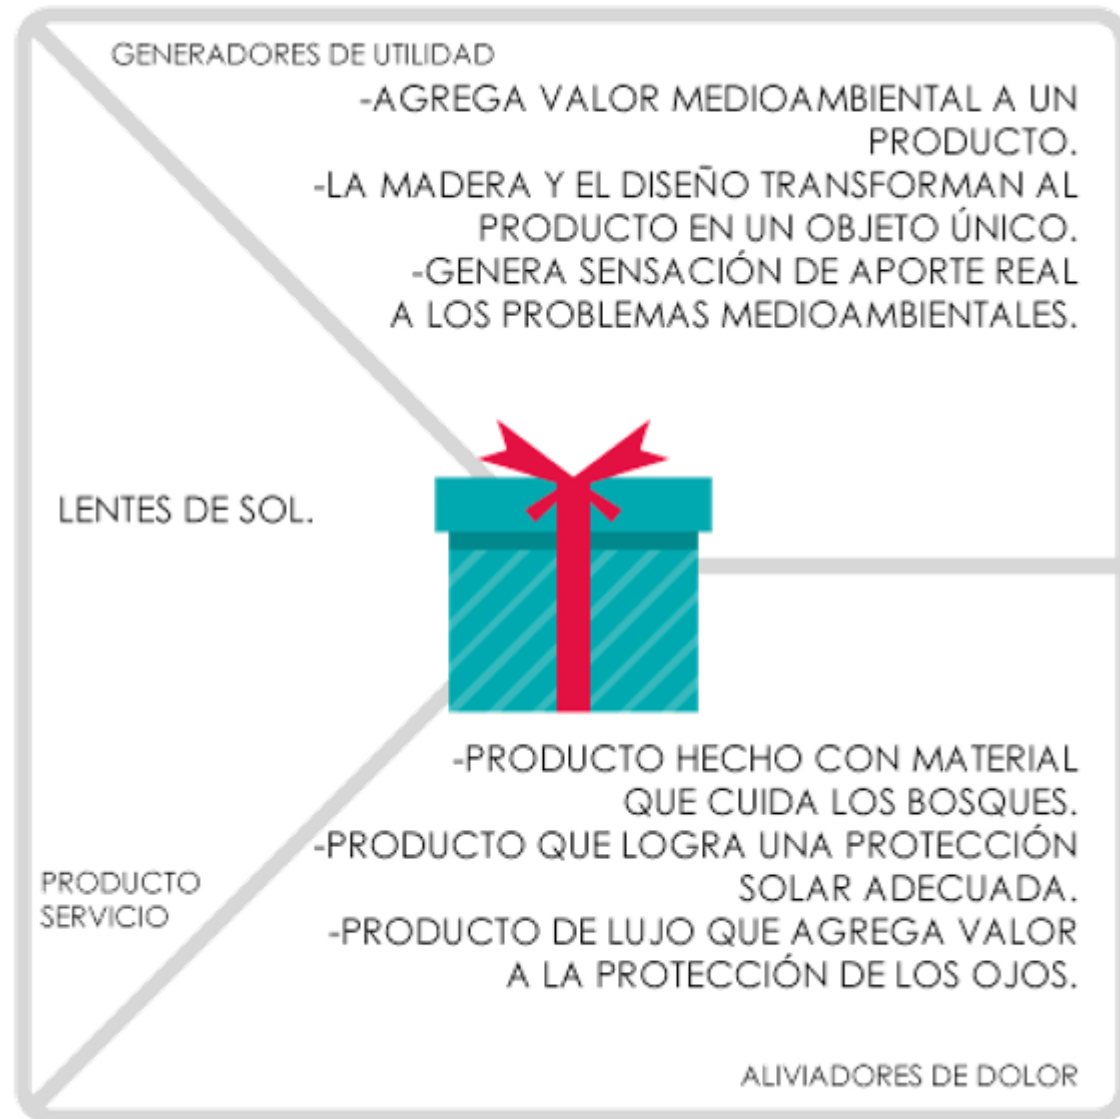 GENERADORES DE UTILIDAD
-AGREGA VALOR MEDIOAMBIENTAL A UN
PRODUCTO.
-LA MADERA Y EL DISEÑO TRANSFORMAN AL
PRODUCTO EN UN OBJETO ÚNICO.
-GENERA SENSACIÓN DE APORTE REAL
A LOS PROBLEMAS MEDIOAMBIENTALES.
LENTES DE SOL.
PRODUCTO
SERVICIO
-PRODUCTO HECHO CON MATERIAL
QUE CUIDA LOS BOSQUES.
-PRODUCTO QUE LOGRA UNA PROTECCIÓN
SOLAR ADECUADA.
-PRODUCTO DE LUJO QUE AGREGA VALOR
A LA PROTECCIÓN DE LOS OJOS.
ALIVIADORES DE DOLOR